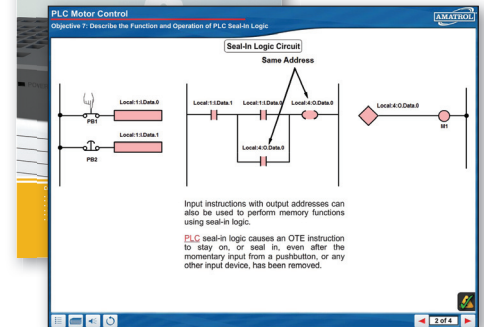 PLC Motor Control
Objective 7: Describe the Function and Operation of PLC Seal-In Logic
AMATROL
Seal-In Logic Circuit
Same Address
Local:1:I.Data.0
PB1
Local:1:I.Data.1
PB2
Local:1:I.Data.1 Local:1:I.Data.0 Local:4:O.Data.0
Local:4:O.Data.0
Local:4:O.Data.0
M1
Input instructions with output addresses can
also be used to perform memory functions
using seal-in logic.
PLC seal-in logic causes an OTE instruction
to stay on, or seal in, even after the
momentary input from a pushbutton, or any
other input device, has been removed.
2 of 4